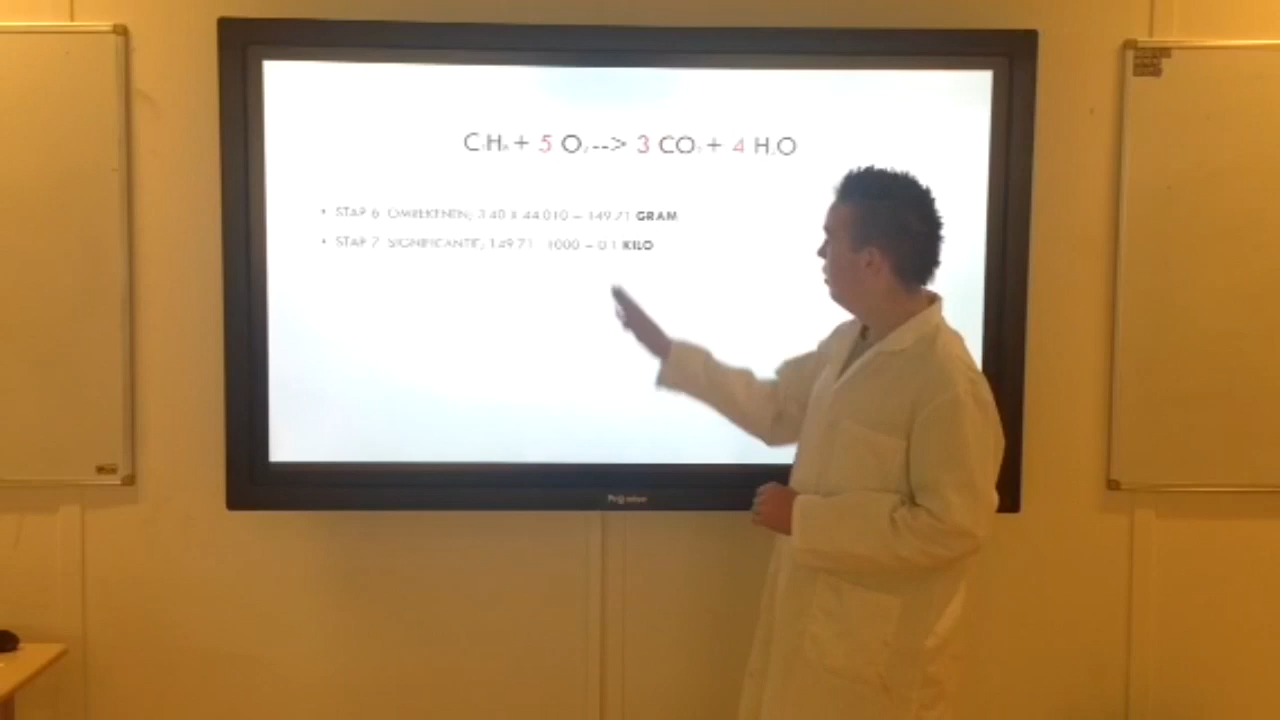 C₃H₈ + 5 O₂ --> 3 CO₂ + 4 H₂O
• STAP 6 OMREKENEN; 3.40 X 44.010 = 149.71 GRAM
• STAP 7 SIGNIFICANTIE; 149.71 1000 = 0.1 KILO
Prowise